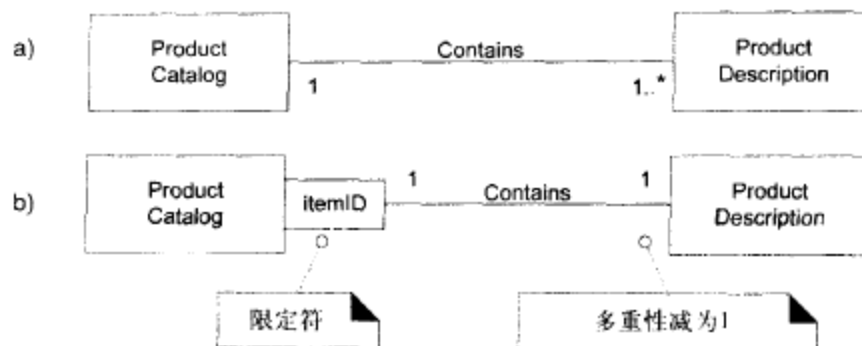 a)
Product
Catalog
Contains
1
1..*
Product
Description
b)
Product
Catalog
itemID
1
Contains
1
Product
Description
限定符
多重性减为1